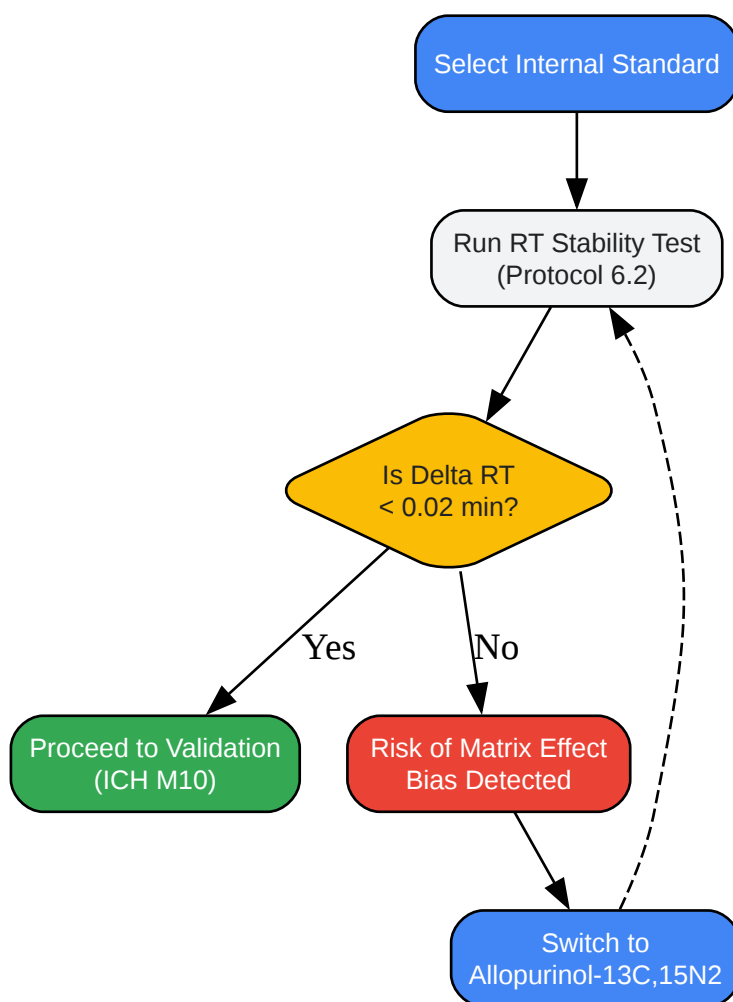 Select Internal Standard
Run RT Stability Test
(Protocol 6.2)
Is Delta RT
< 0.02 min?
Yes
No
Proceed to Validation
(ICH M10)
Risk of Matrix Effect
Bias Detected
Switch to
Allopurinol-13C,15N2